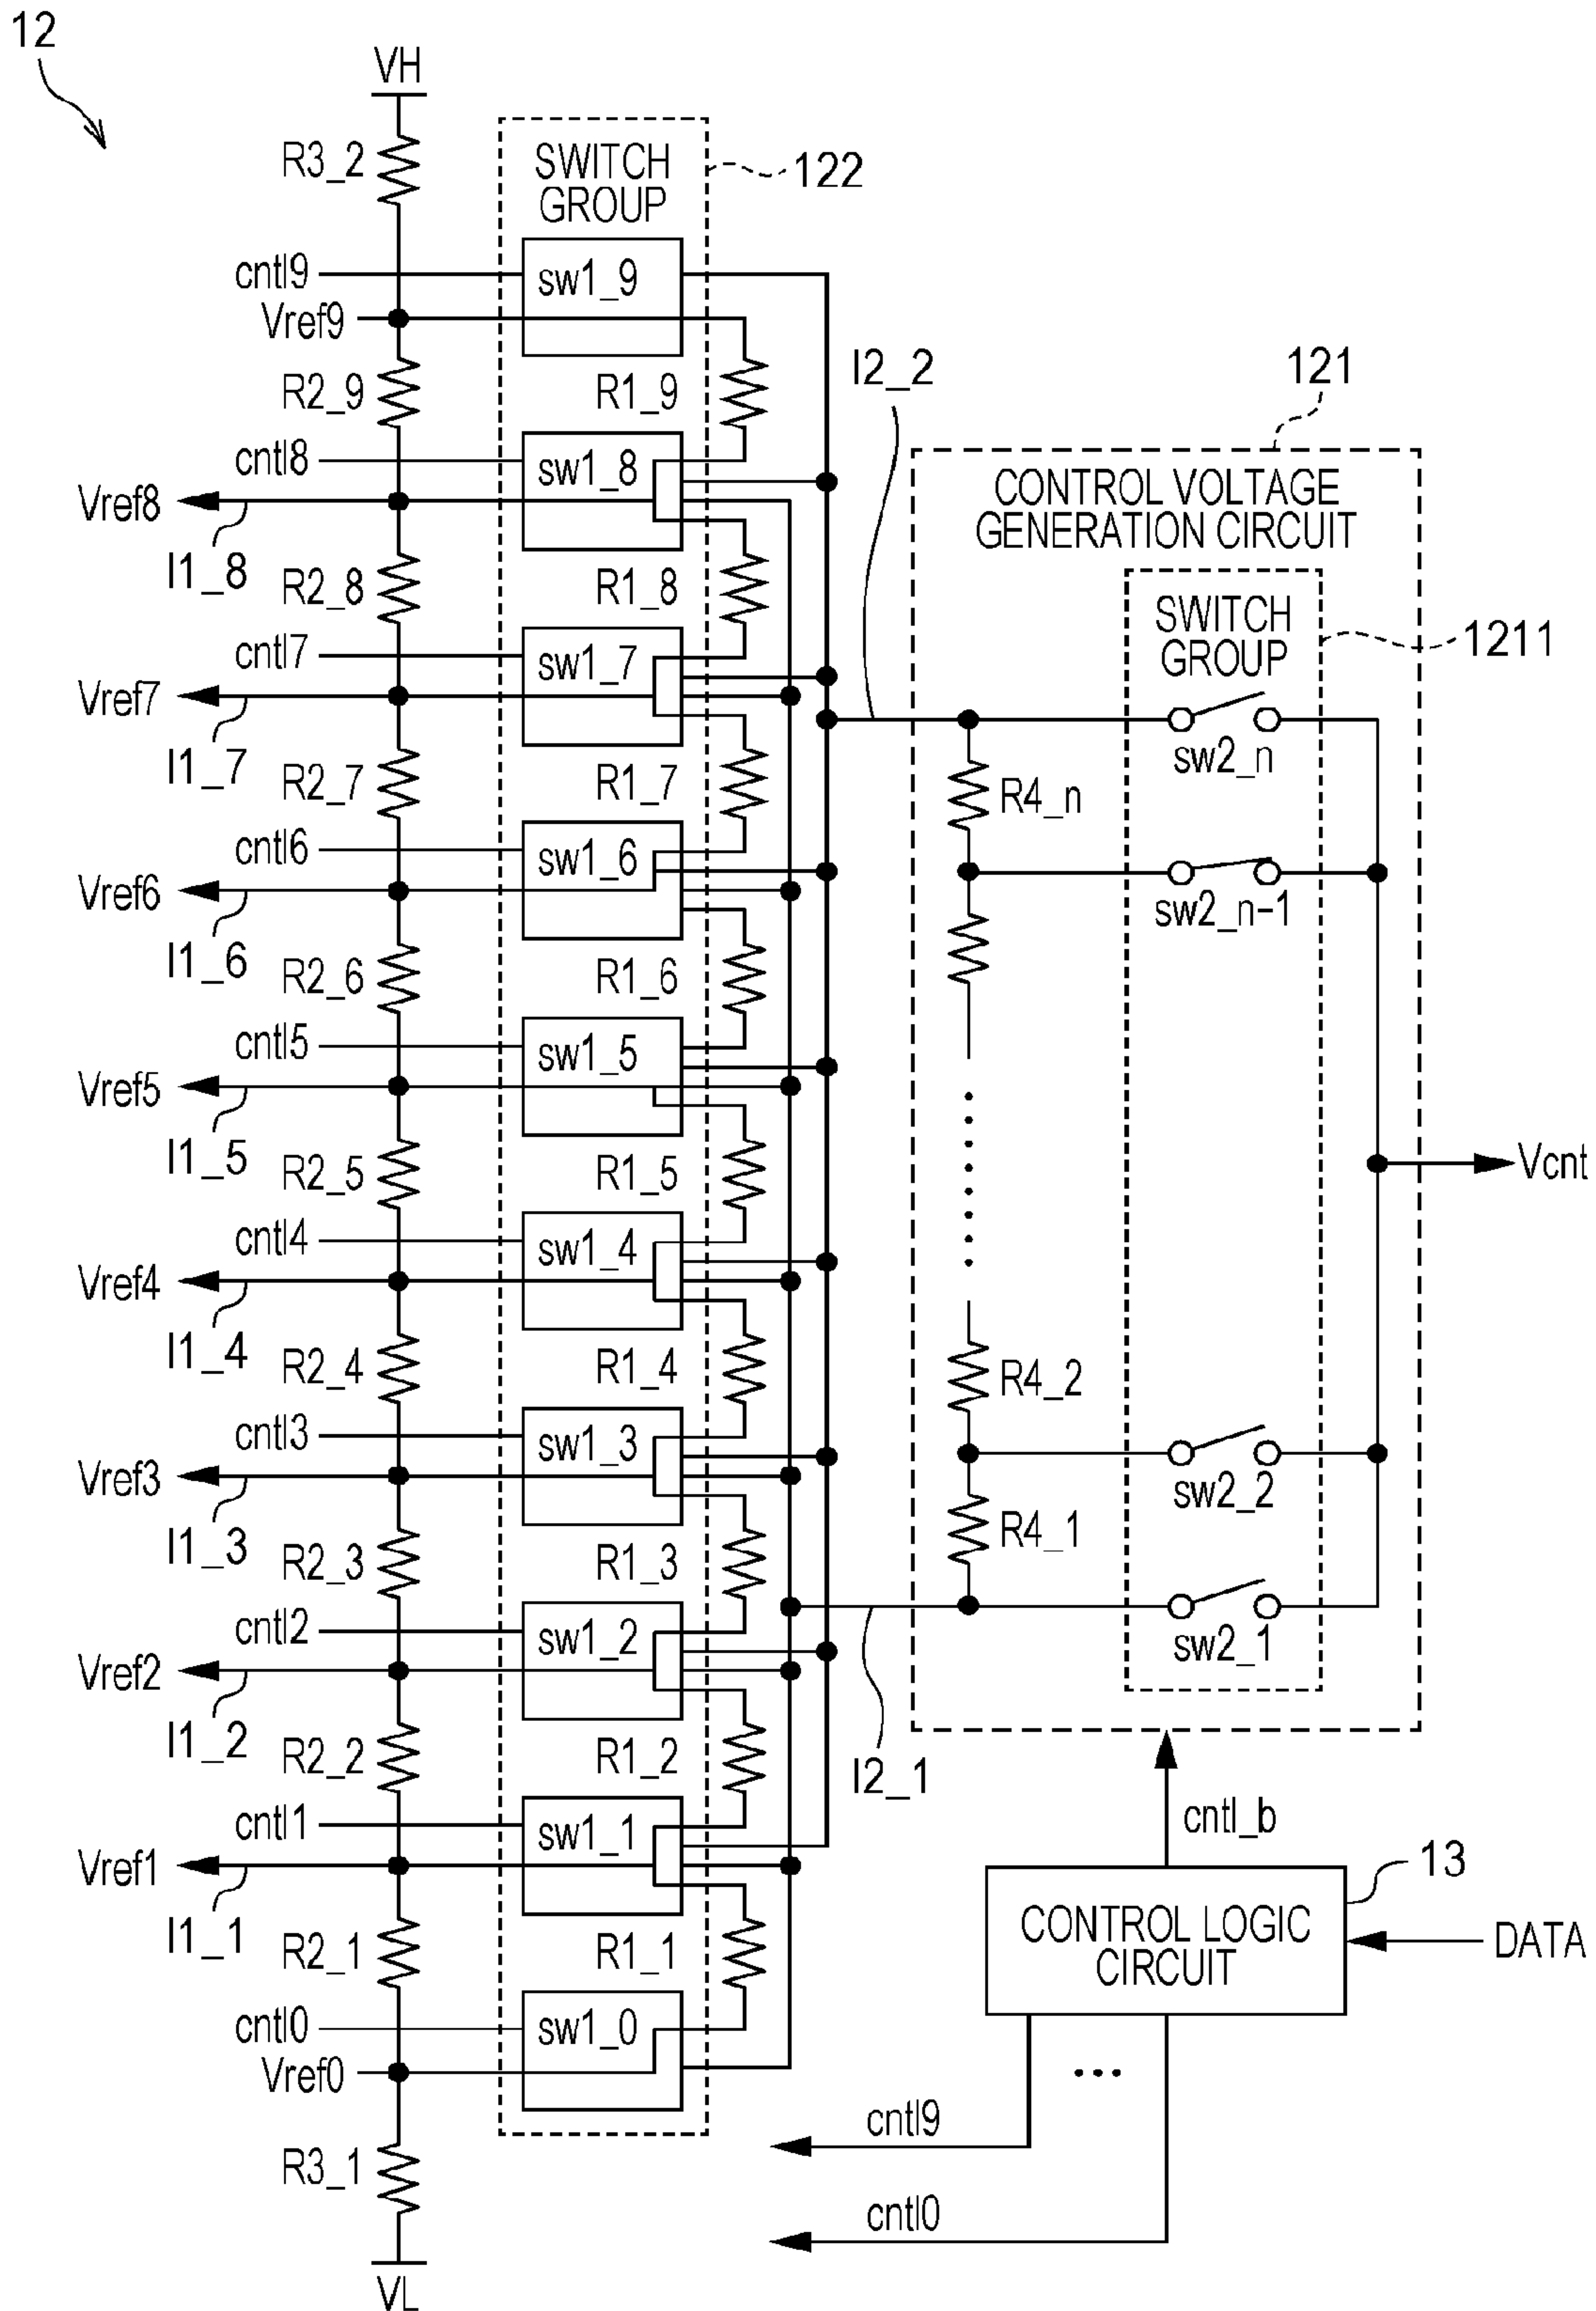 12
VH
R3_2
SWITCH
GROUP
122
cntl9
sw1_9
Vref9
R2_9
R1_9
I2_2
121
cntl8
sw1_8
CONTROL VOLTAGE
GENERATION CIRCUIT
Vref8
I1_8
R2_8
R1_8
SWITCH
GROUP
1211
cntl7
sw1_7
Vref7
I1_7
R2_7
R1_7
sw2_n
R4_n
cntl6
sw1_6
Vref6
sw2_n-1
I1_6
R2_6
R1_6
cntl5
sw1_5
Vref5
I1_5
R2_5
R1_5
Vcnt
cntl4
sw1_4
Vref4
I1_4
R2_4
R1_4
R4_2
cntl3
sw1_3
Vref3
sw2_2
I1_3
R2_3
R1_3
R4_1
cntl2
sw1_2
sw2_1
Vref2
I1_2
R2_2
R1_2
I2_1
cntl1
sw1_1
cntl_b
Vref1
13
I1_1
R2_1
R1_1
CONTROL LOGIC
CIRCUIT
DATA
cntl0
sw1_0
Vref0
...
cntl9
R3_1
cntl0
VL